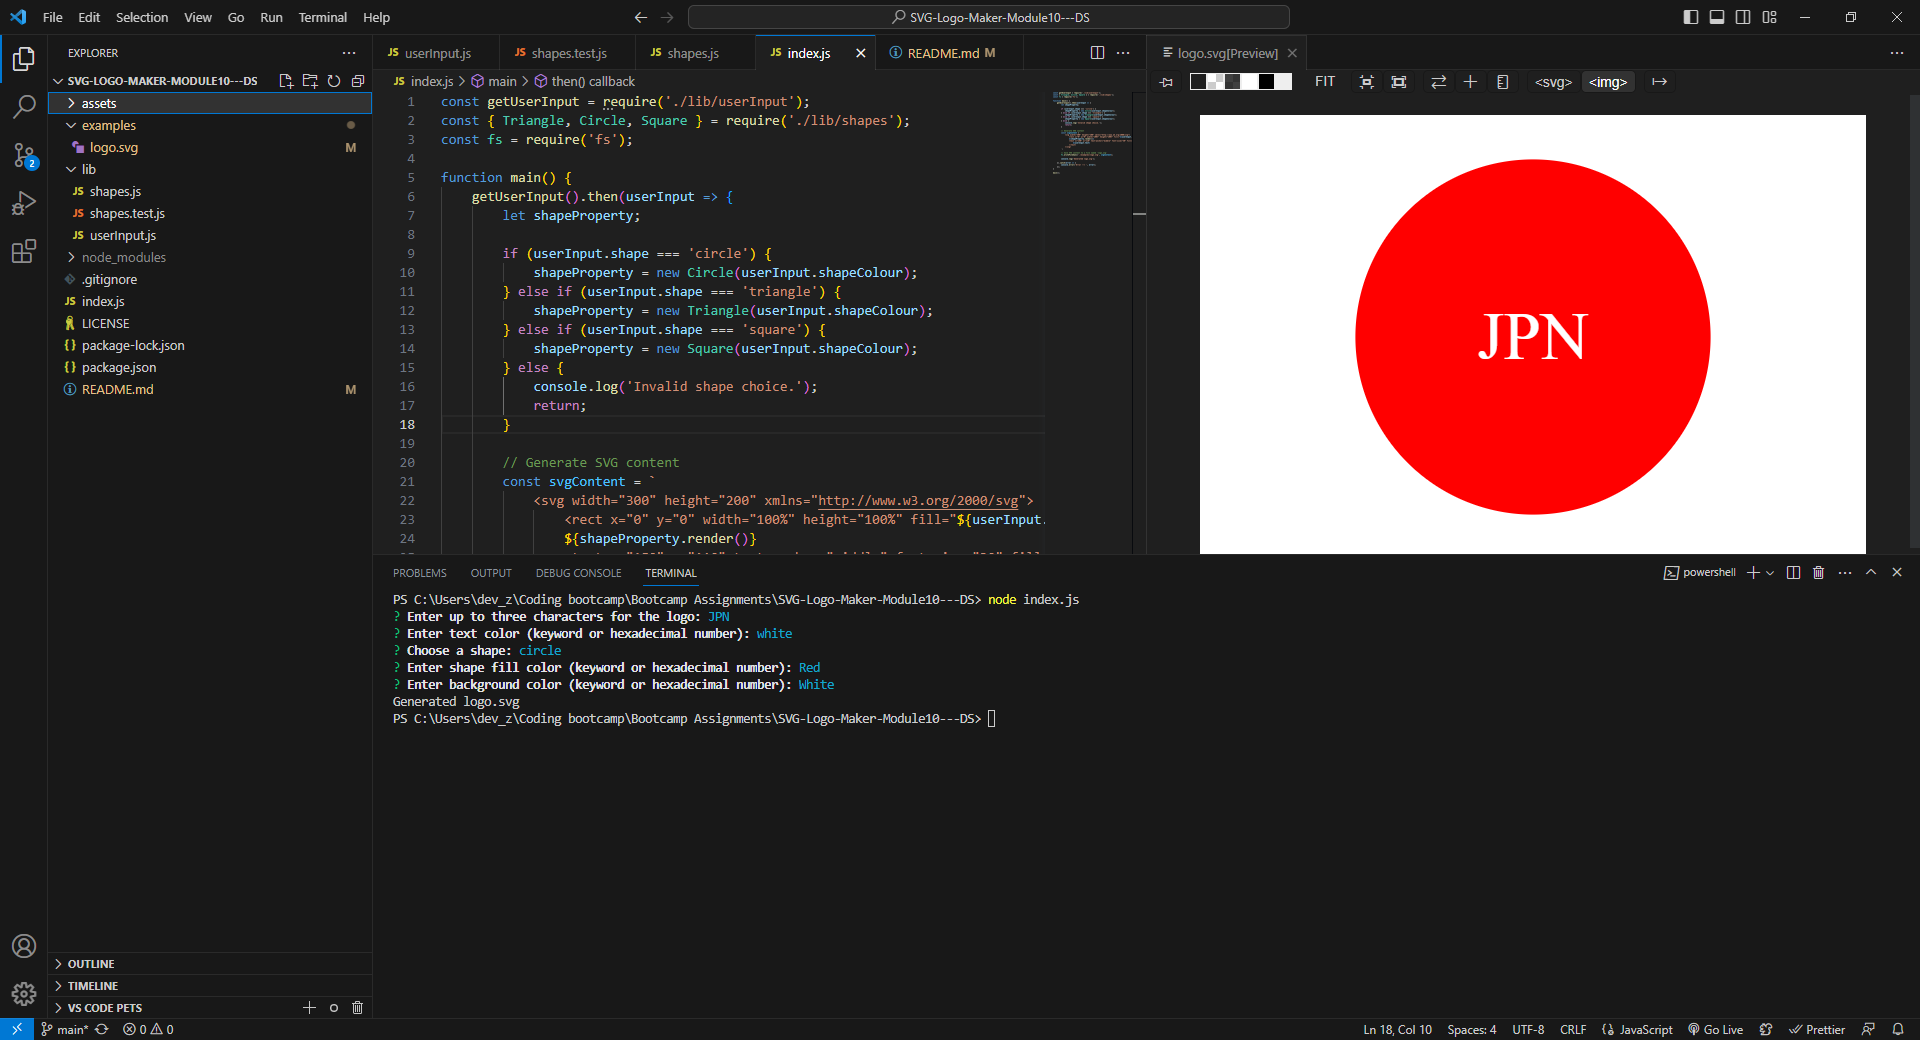 File Edit Selection View Go Run Terminal Help
SVG-Logo-Maker-Module10---DS
EXPLORER
SVG-LOGO-MAKER-MODULE10---DS
assets
examples
logo.svg M
lib
shapes.js
shapes.test.js
userInput.js
node_modules
.gitignore
index.js
LICENSE
package-lock.json
package.json
README.md M
OUTLINE
TIMELINE
VS CODE PETS
userInput.js shapes.test.js shapes.js index.js README.md M
index.js > main > then() callback
1 const getUserInput = require('./lib/userInput');
2 const { Triangle, Circle, Square } = require('./lib/shapes');
3 const fs = require('fs');
4
5 function main() {
6 getUserInput().then(userInput => {
7 let shapeProperty;
8
9 if (userInput.shape === 'circle') {
10 shapeProperty = new Circle(userInput.shapeColour);
11 } else if (userInput.shape === 'triangle') {
12 shapeProperty = new Triangle(userInput.shapeColour);
13 } else if (userInput.shape === 'square') {
14 shapeProperty = new Square(userInput.shapeColour);
15 } else {
16 console.log('Invalid shape choice.');
17 return;
18 }
19
20 // Generate SVG content
21 const svgContent = `
22 <svg width="300" height="200" xmlns="http://www.w3.org/2000/svg">
23 <rect x="0" y="0" width="100%" height="100%" fill="${userInput.
24 ${shapeProperty.render()}
logo.svg[Preview]
FIT <svg> <img>
JPN
PROBLEMS OUTPUT DEBUG CONSOLE TERMINAL
powershell
PS C:\Users\dev_z\Coding bootcamp\Bootcamp Assignments\SVG-Logo-Maker-Module10---DS> node index.js
? Enter up to three characters for the logo: JPN
? Enter text color (keyword or hexadecimal number): white
? Choose a shape: circle
? Enter shape fill color (keyword or hexadecimal number): Red
? Enter background color (keyword or hexadecimal number): White
Generated logo.svg
PS C:\Users\dev_z\Coding bootcamp\Bootcamp Assignments\SVG-Logo-Maker-Module10---DS>
main* 0 0 Ln 18, Col 10 Spaces: 4 UTF-8 CRLF JavaScript Go Live Prettier